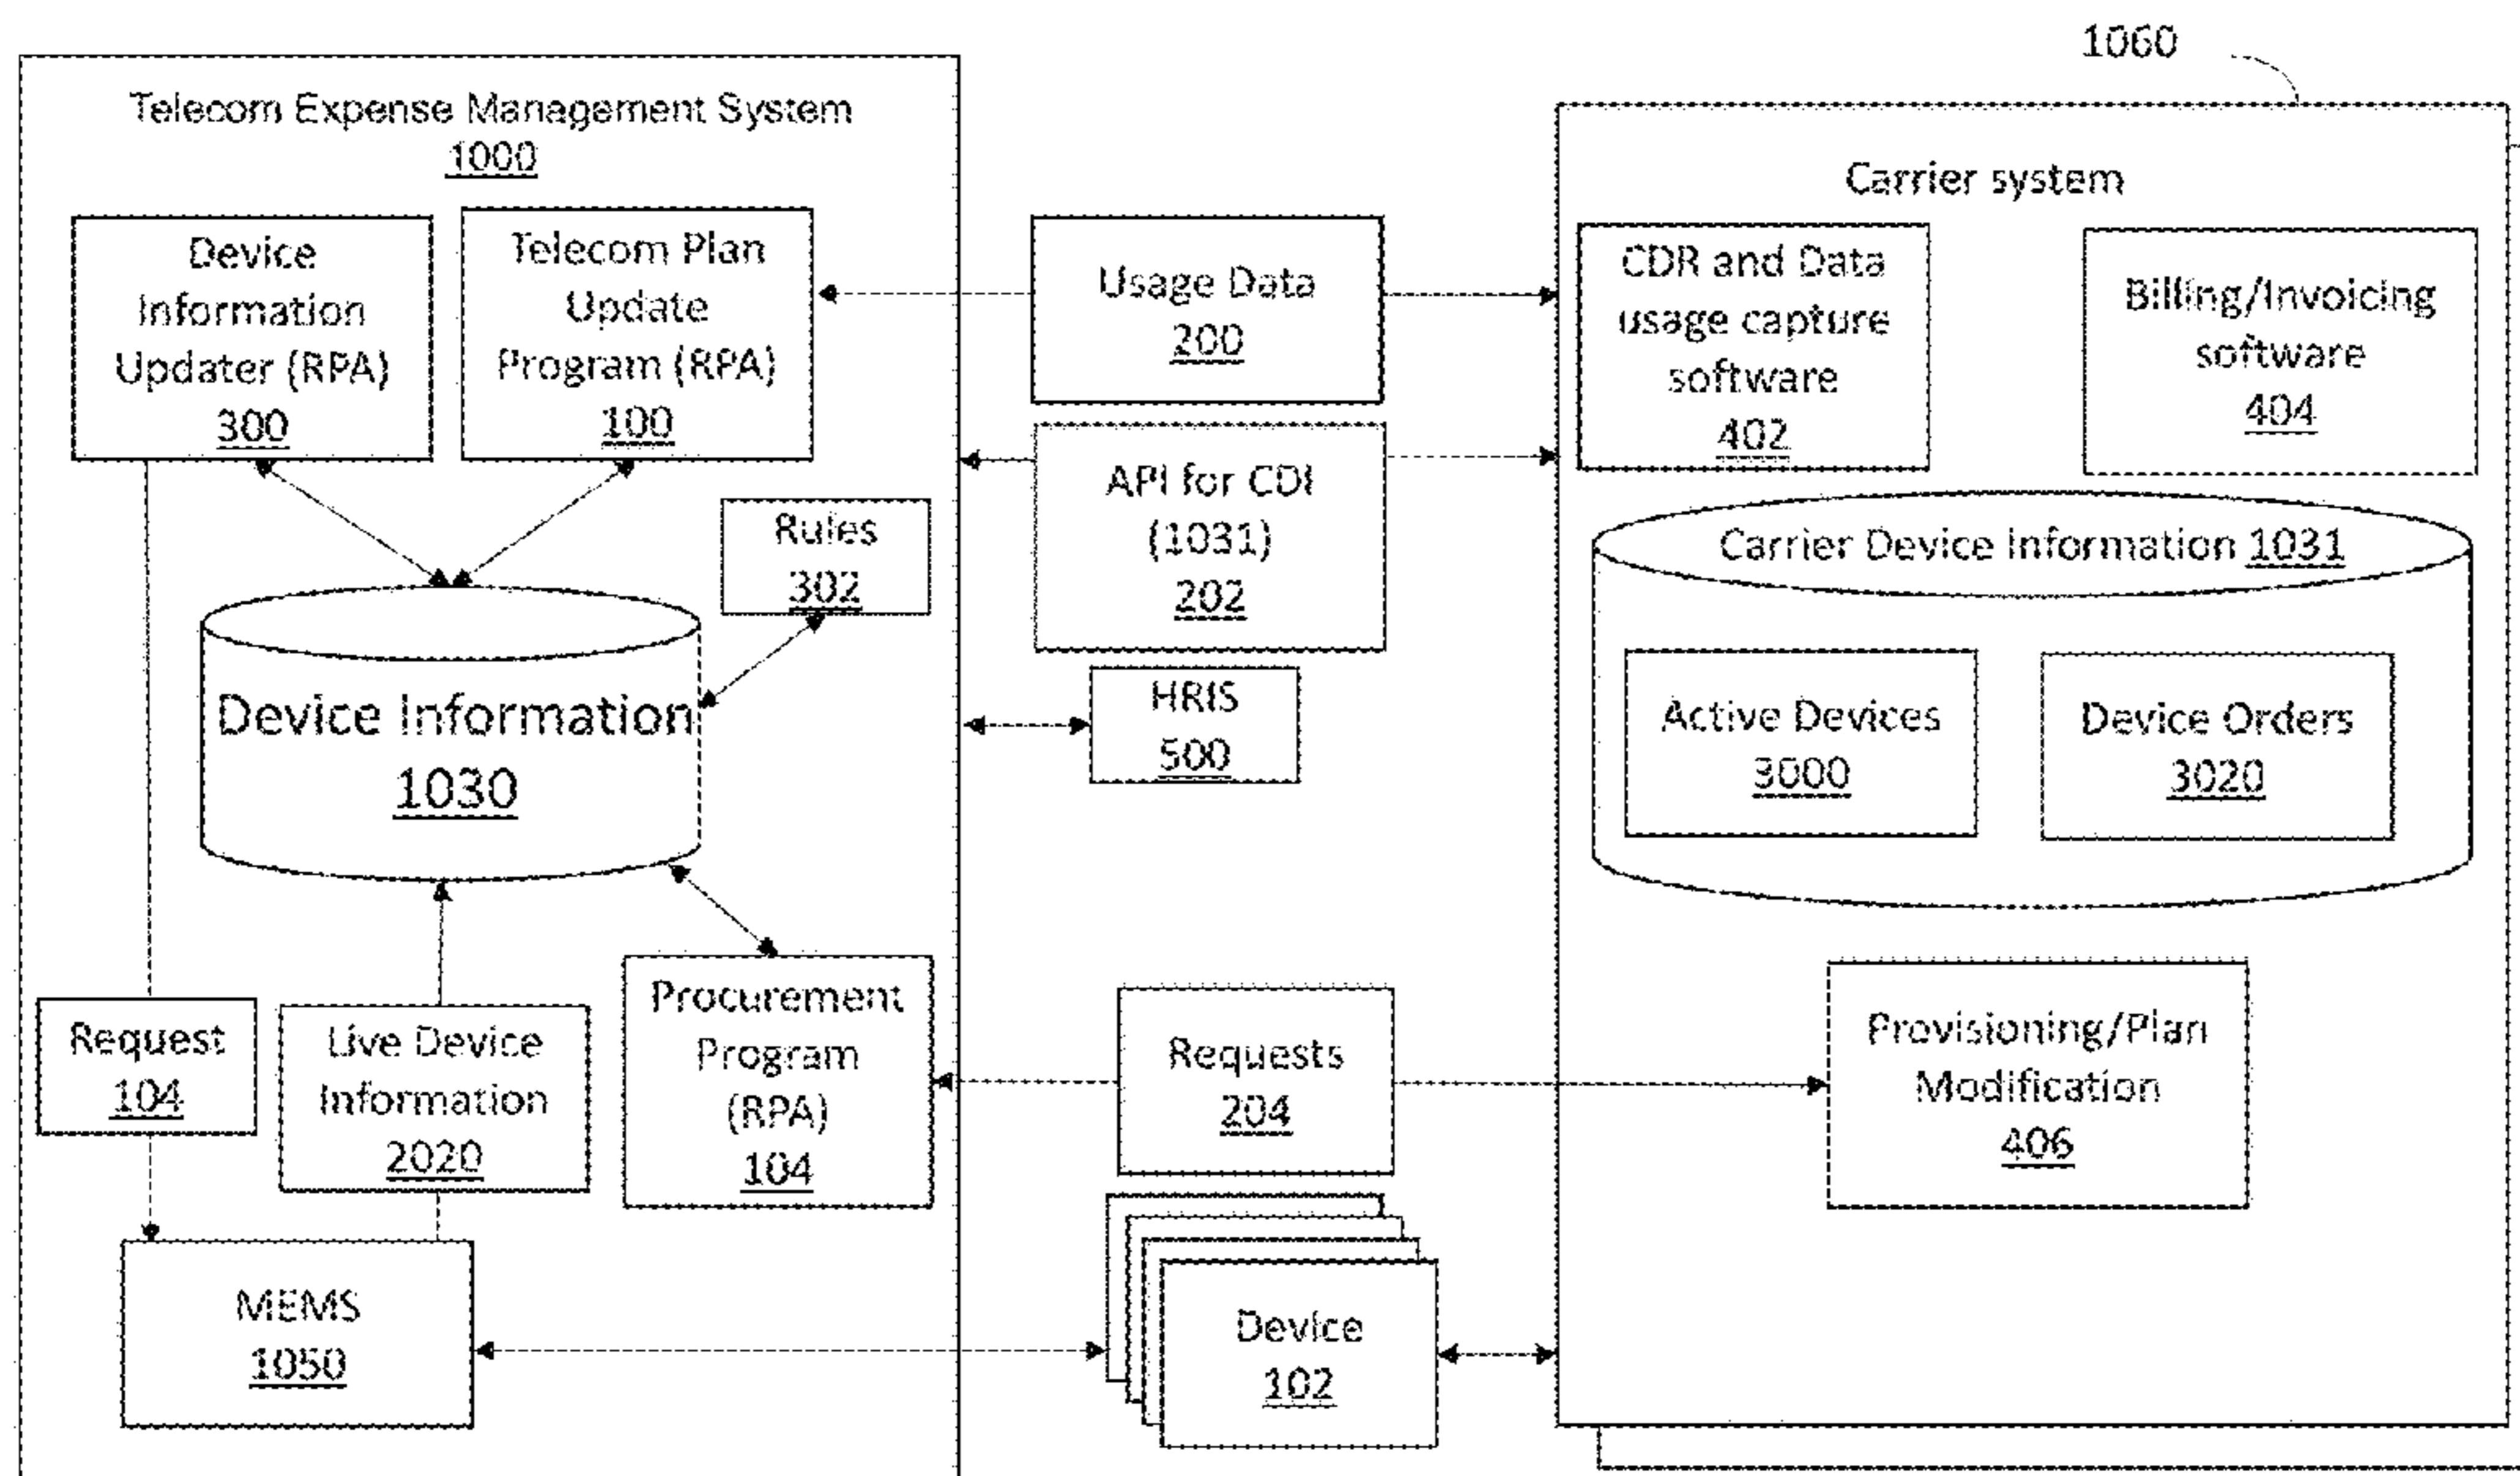 1060
Telecom Expense Management System
1000
Device
Information
Updater (RPA)
300
Telecom Plan
Update
Program (RPA)
100
Rules
302
Device Information
1030
Request
104
Live Device
Information
2020
Procurement
Program
(RPA)
104
MEMS
1050
Usage Data
200
API for CDI
(1031)
202
HRIS
500
Requests
204
Device
102
Carrier system
CDR and Data
usage capture
software
402
Billing/Invoicing
software
404
Carrier Device Information 1031
Active Devices
3000
Device Orders
3020
Provisioning/Plan
Modification
406